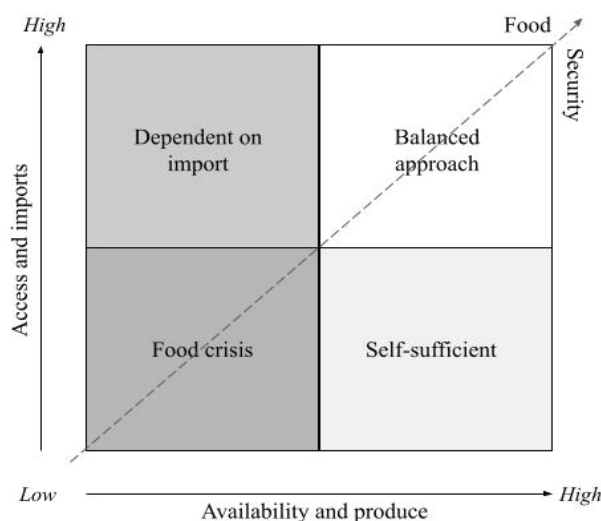 High
Food
Security
Dependent on
import
Balanced
approach
Access and imports
Food crisis
Self-sufficient
Low
High
Availability and produce